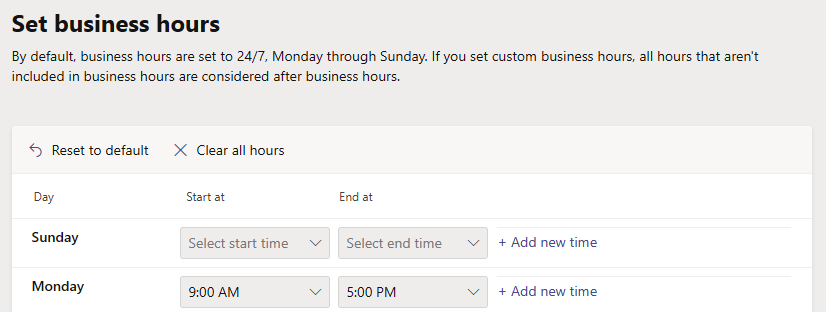 Set business hours
By default, business hours are set to 24/7, Monday through Sunday. If you set custom business hours, all hours that aren't
included in business hours are considered after business hours.
Reset to default Clear all hours
Day Start at End at
Sunday Select start time Select end time + Add new time
Monday 9:00 AM 5:00 PM + Add new time